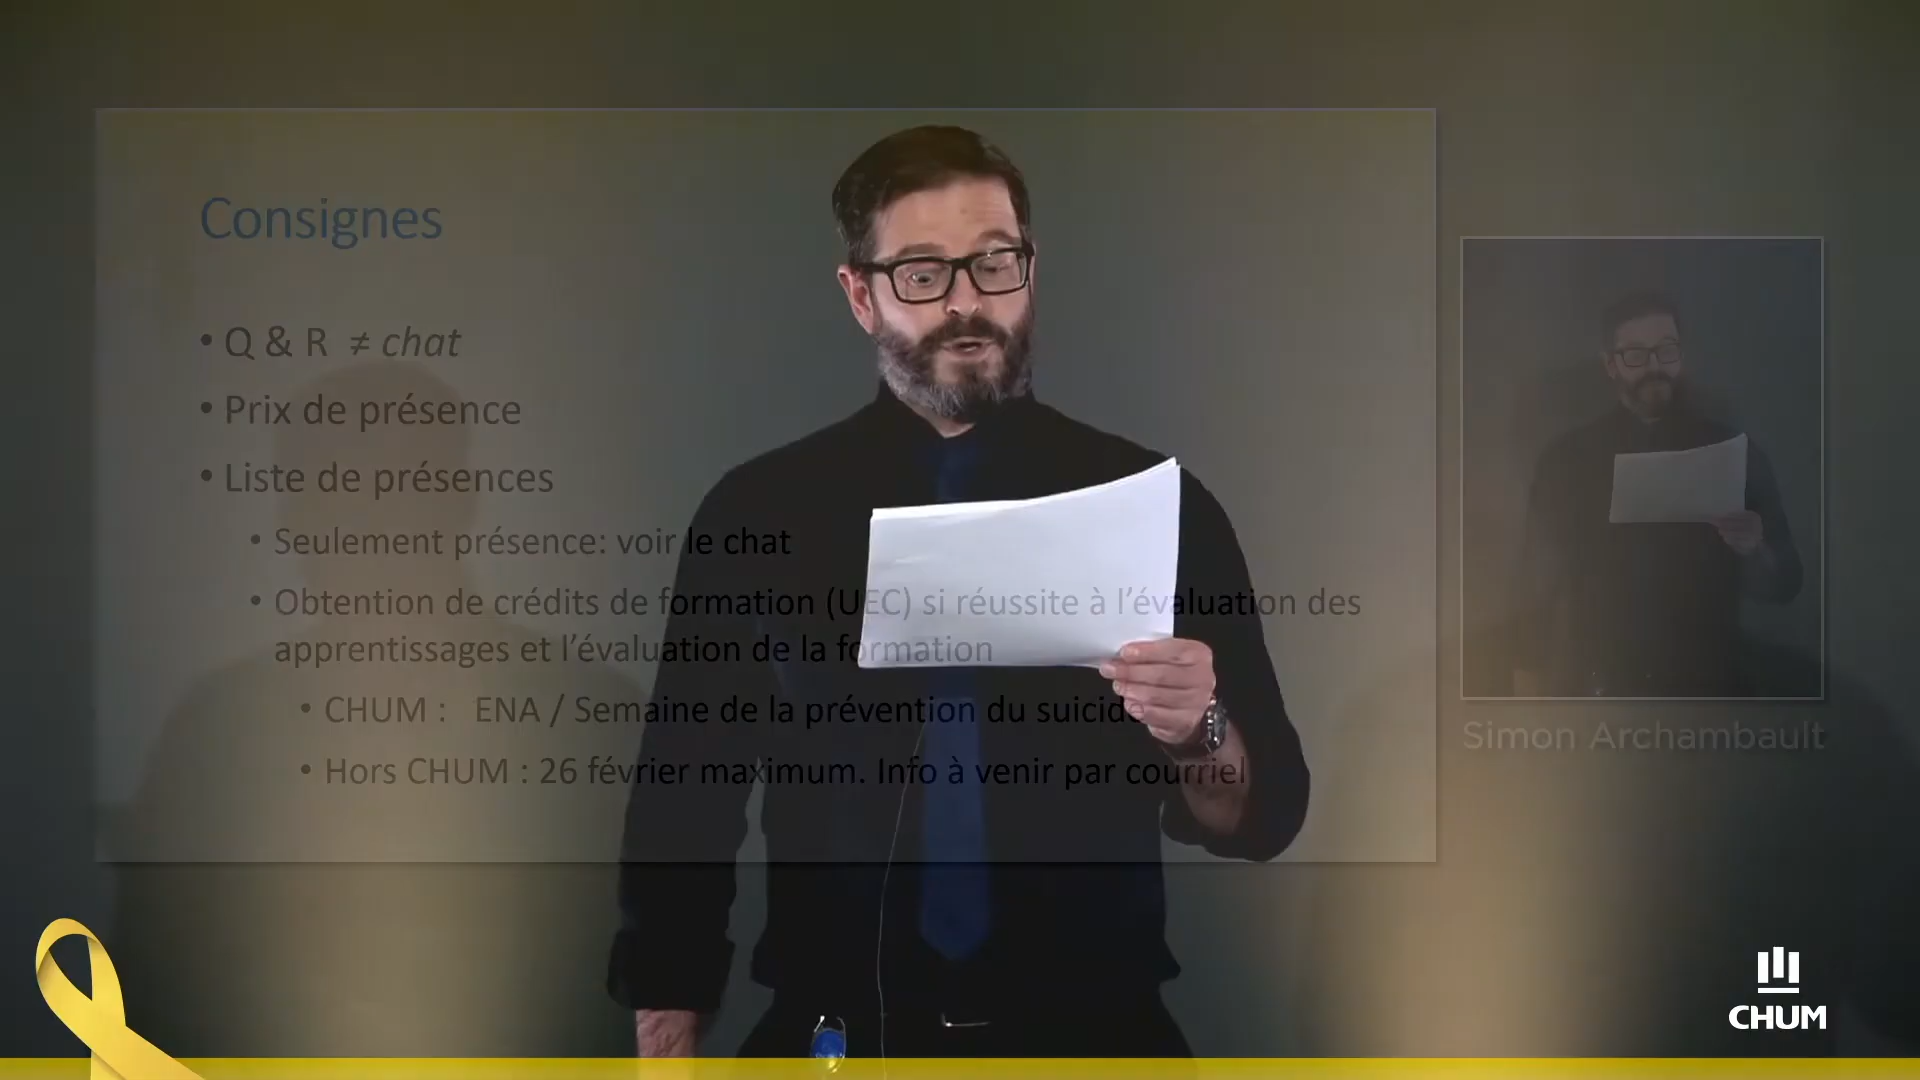 Consignes
• Q & R ≠ chat
• Prix de présence
• Liste de présences
• Seulement présence: voir le chat
• Obtention de crédits de formation (UEC) si réussite à l’évaluation des
apprentissages et l’évaluation de la formation
• CHUM : ENA / Semaine de la prévention du suicide
• Hors CHUM : 26 février maximum. Info à venir par courriel
Simon Archambault
CHUM